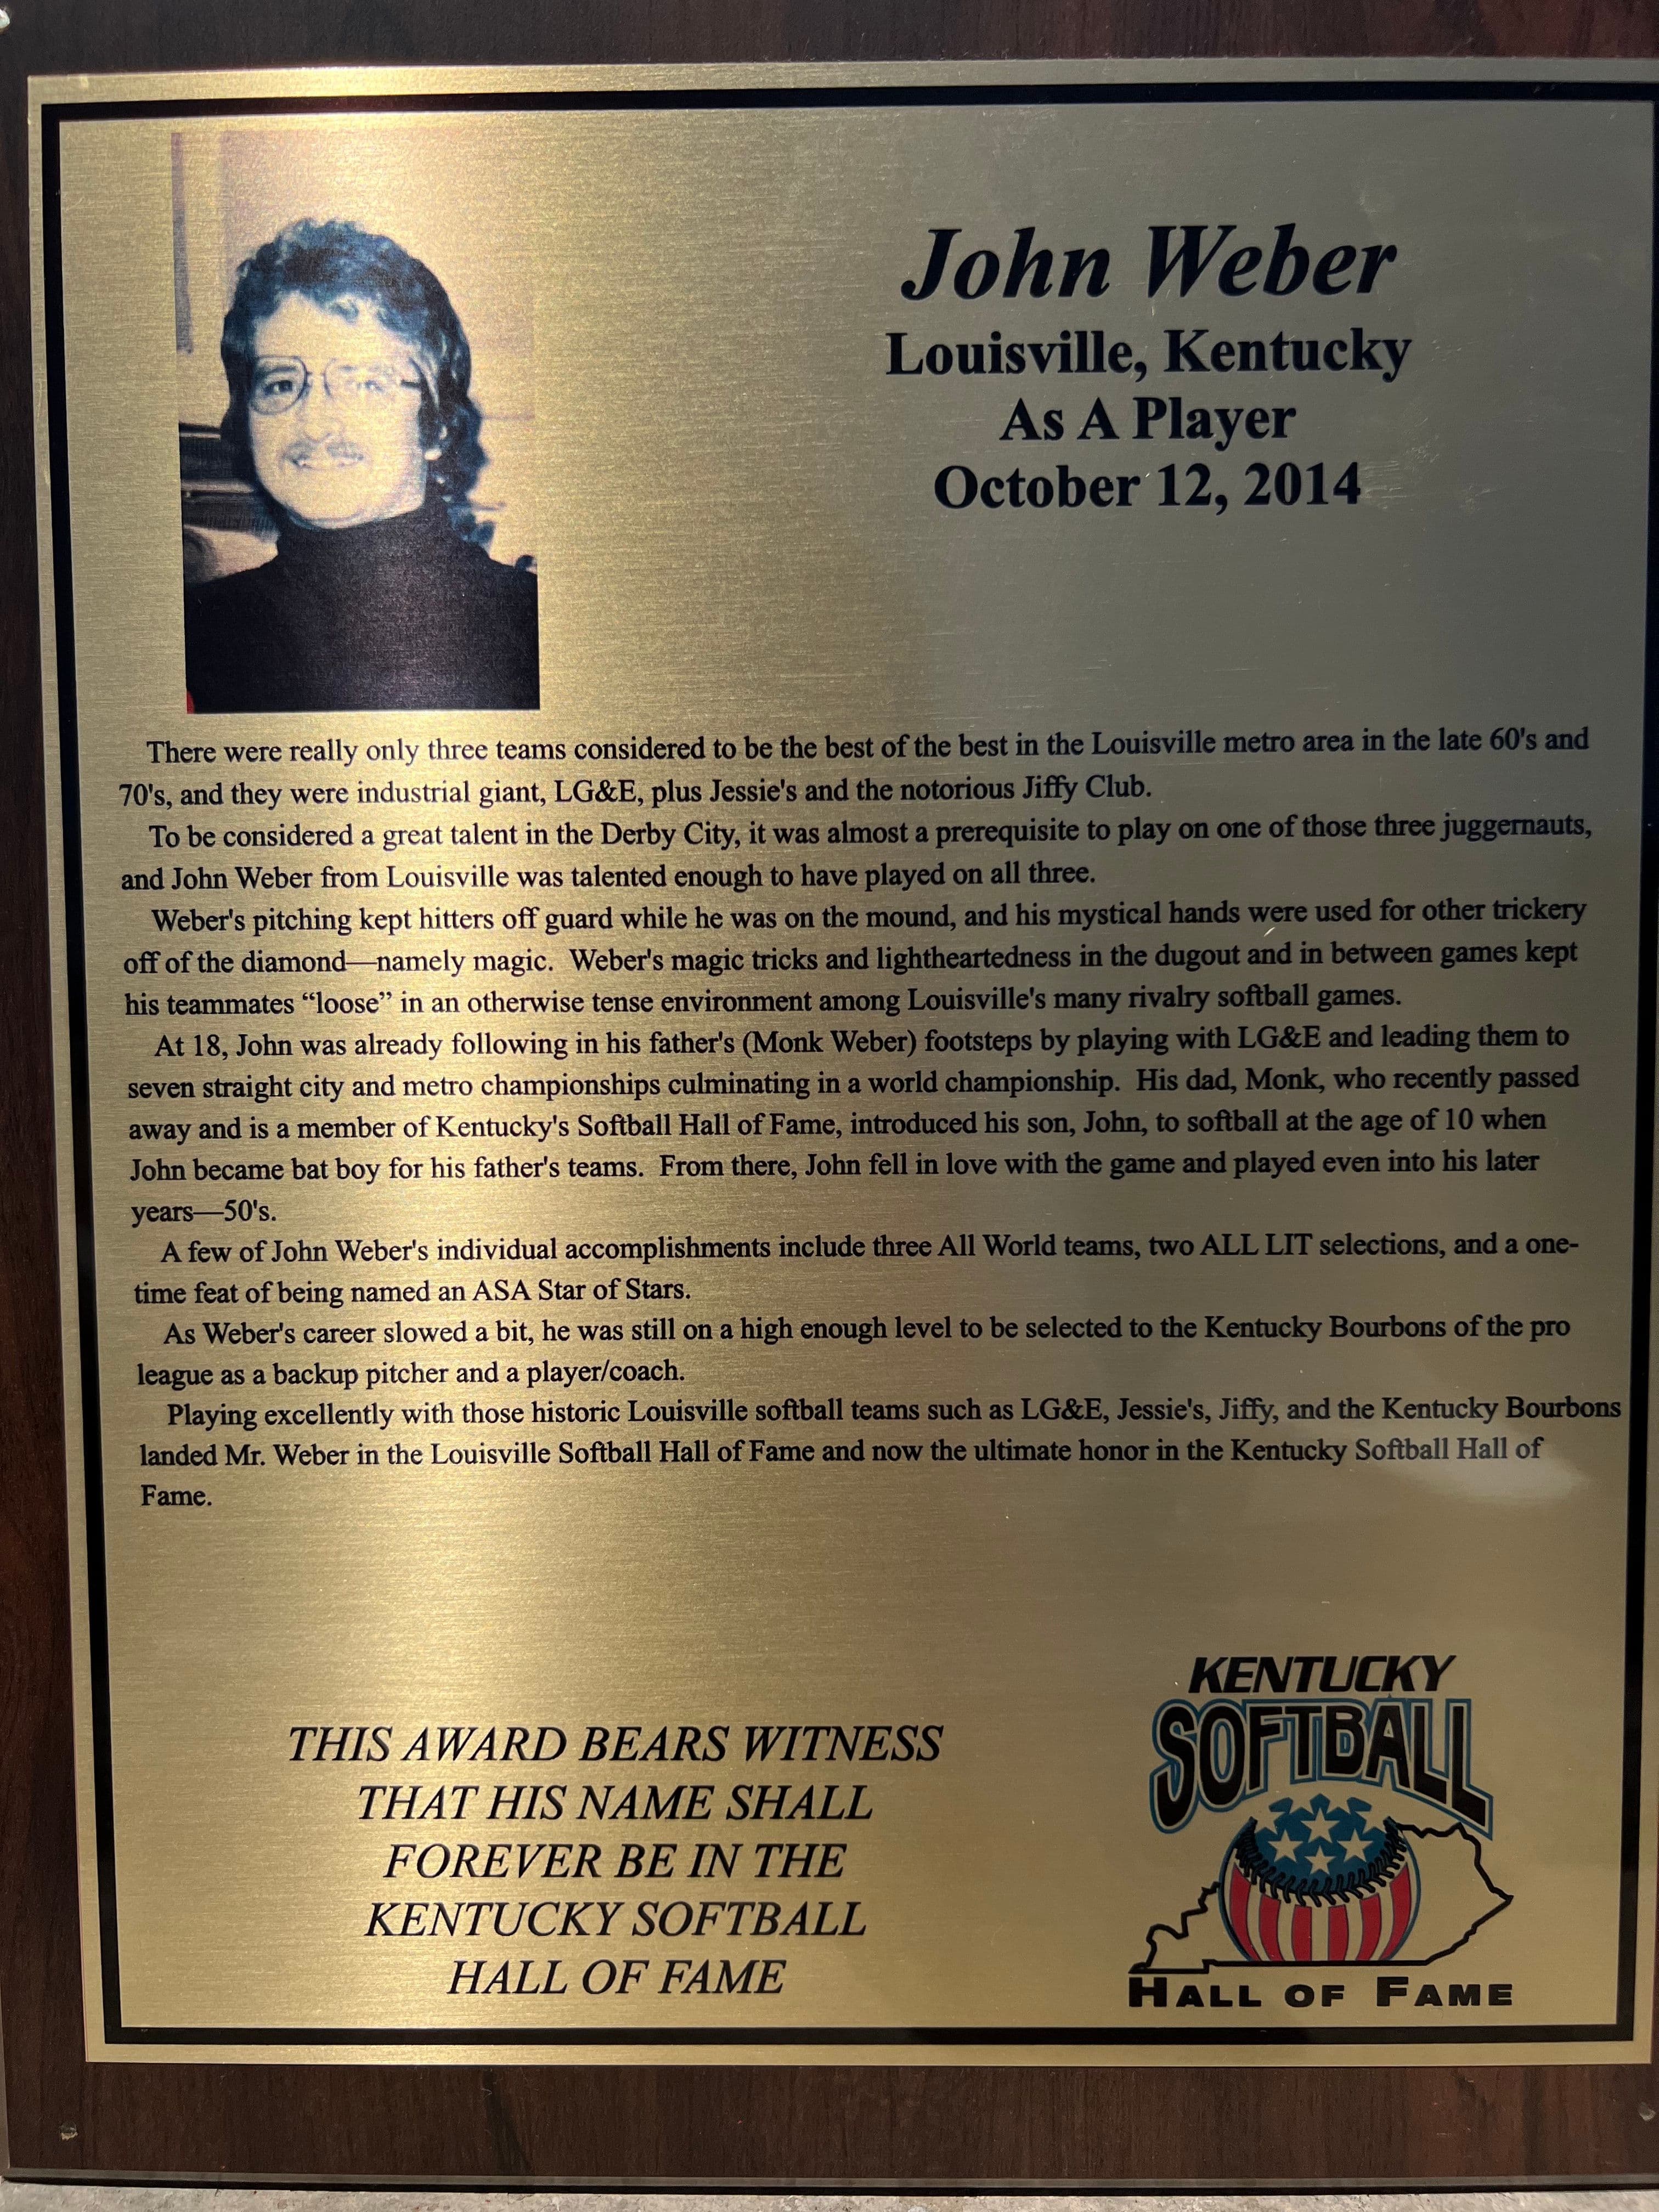 John Weber
Louisville, Kentucky
As A Player
October 12, 2014
There were really only three teams considered to be the best of the best in the Louisville metro area in the late 60's and
70's, and they were industrial giant, LG&E, plus Jessie's and the notorious Jiffy Club.
To be considered a great talent in the Derby City, it was almost a prerequisite to play on one of those three juggernauts,
and John Weber from Louisville was talented enough to have played on all three.
Weber's pitching kept hitters off guard while he was on the mound, and his mystical hands were used for other trickery
off of the diamond—namely magic.  Weber's magic tricks and lightheartedness in the dugout and in between games kept
his teammates “loose” in an otherwise tense environment among Louisville's many rivalry softball games.
At 18, John was already following in his father's (Monk Weber) footsteps by playing with LG&E and leading them to
seven straight city and metro championships culminating in a world championship.  His dad, Monk, who recently passed
away and is a member of Kentucky's Softball Hall of Fame, introduced his son, John, to softball at the age of 10 when
John became bat boy for his father's teams.  From there, John fell in love with the game and played even into his later
years—50's.
A few of John Weber's individual accomplishments include three All World teams, two ALL LIT selections, and a one-
time feat of being named an ASA Star of Stars.
As Weber's career slowed a bit, he was still on a high enough level to be selected to the Kentucky Bourbons of the pro
league as a backup pitcher and a player/coach.
Playing excellently with those historic Louisville softball teams such as LG&E, Jessie's, Jiffy, and the Kentucky Bourbons
landed Mr. Weber in the Louisville Softball Hall of Fame and now the ultimate honor in the Kentucky Softball Hall of
Fame.
THIS AWARD BEARS WITNESS
THAT HIS NAME SHALL
FOREVER BE IN THE
KENTUCKY SOFTBALL
HALL OF FAME
KENTUCKY
SOFTBALL
HALL OF FAME